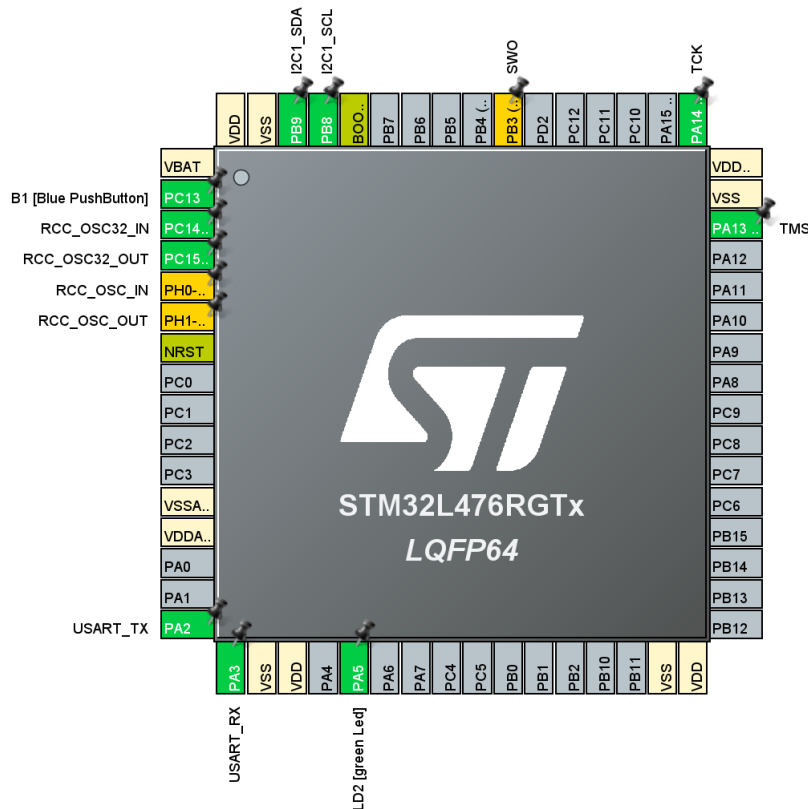 I2C1_SDA
I2C1_SCL
SWO
TCK
VDD
VSS
PB9
PB8
BOO..
PB7
PB6
PB5
PB4 (..
PB3 (..
PD2
PC12
PC11
PC10
PA15 ..
PA14 ..
VBAT
B1 [Blue PushButton]
PC13
RCC_OSC32_IN
PC14..
RCC_OSC32_OUT
PC15..
RCC_OSC_IN
PH0-..
RCC_OSC_OUT
PH1-..
NRST
PC0
PC1
PC2
PC3
VSSA..
VDDA..
PA0
PA1
USART_TX
PA2
VDD..
VSS
PA13 ..
TMS
PA12
PA11
PA10
PA9
PA8
PC9
PC8
PC7
PC6
PB15
PB14
PB13
PB12
ST
STM32L476RGTx
LQFP64
PA3
VSS
VDD
PA4
PA5
PA6
PA7
PC4
PC5
PB0
PB1
PB2
PB10
PB11
VSS
VDD
USART_RX
LD2 [green Led]